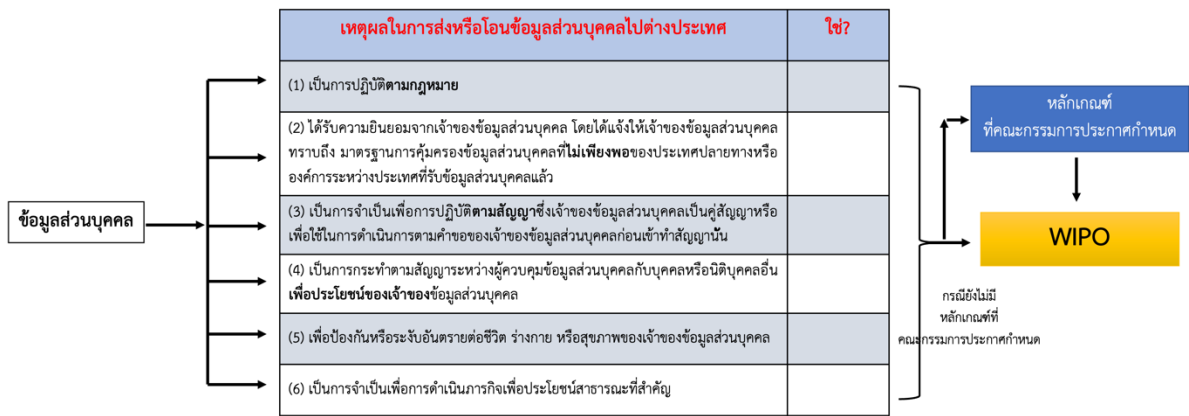 เหตุผลในการส่งหรือโอนข้อมูลส่วนบุคคลไปต่างประเทศ
ใช่?
(1) เป็นการปฏิบัติตามกฎหมาย
(2) ได้รับความยินยอมจากเจ้าของข้อมูลส่วนบุคคล โดยได้แจ้งให้เจ้าของข้อมูลส่วนบุคคล
ทราบถึง มาตรฐานการคุ้มครองข้อมูลส่วนบุคคลที่ไม่เพียงพอของประเทศปลายทางหรือ
องค์การระหว่างประเทศที่รับข้อมูลส่วนบุคคลแล้ว
(3) เป็นการจำเป็นเพื่อการปฏิบัติตามสัญญาซึ่งเจ้าของข้อมูลส่วนบุคคลเป็นคู่สัญญาหรือ
เพื่อใช้ในการดำเนินการตามคำขอของเจ้าของข้อมูลส่วนบุคคลก่อนเข้าทำสัญญานั้น
(4) เป็นการกระทำตามสัญญาระหว่างผู้ควบคุมข้อมูลส่วนบุคคลกับบุคคลหรือนิติบุคคลอื่น
เพื่อประโยชน์ของเจ้าของข้อมูลส่วนบุคคล
(5) เพื่อป้องกันหรือระงับอันตรายต่อชีวิต ร่างกาย หรือสุขภาพของเจ้าของข้อมูลส่วนบุคคล
(6) เป็นการจำเป็นเพื่อการดำเนินภารกิจเพื่อประโยชน์สาธารณะที่สำคัญ
ข้อมูลส่วนบุคคล
หลักเกณฑ์
ที่คณะกรรมการประกาศกำหนด
WIPO
กรณียังไม่มี
หลักเกณฑ์ที่
คณะกรรมการประกาศกำหนด